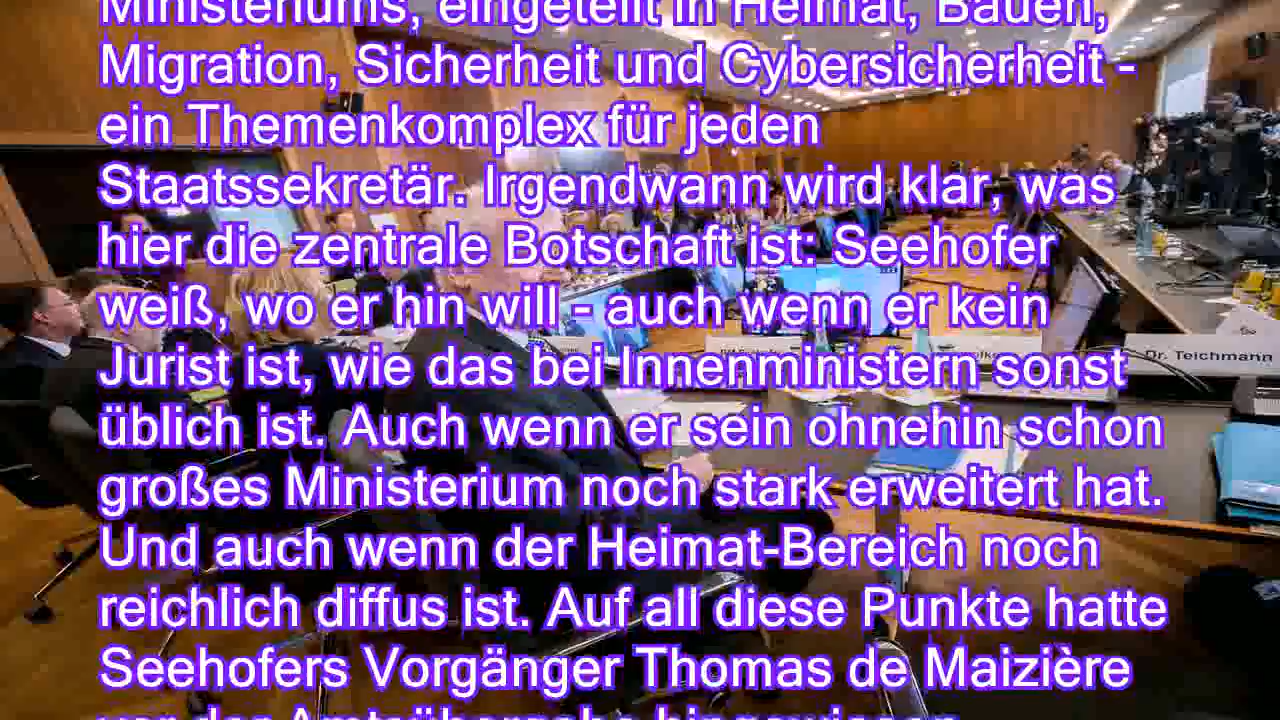 Ministeriums, eingeteilt in Heimat, Bauen,
Migration, Sicherheit und Cybersicherheit -
ein Themenkomplex für jeden
Staatssekretär. Irgendwann wird klar, was
hier die zentrale Botschaft ist: Seehofer
weiß, wo er hin will - auch wenn er kein
Jurist ist, wie das bei Innenministern sonst
üblich ist. Auch wenn er sein ohnehin schon
großes Ministerium noch stark erweitert hat.
Und auch wenn der Heimat-Bereich noch
reichlich diffus ist. Auf all diese Punkte hatte
Seehofers Vorgänger Thomas de Maizière
vor der Amtsübergabe hingewiesen.
Dr. Teichmann